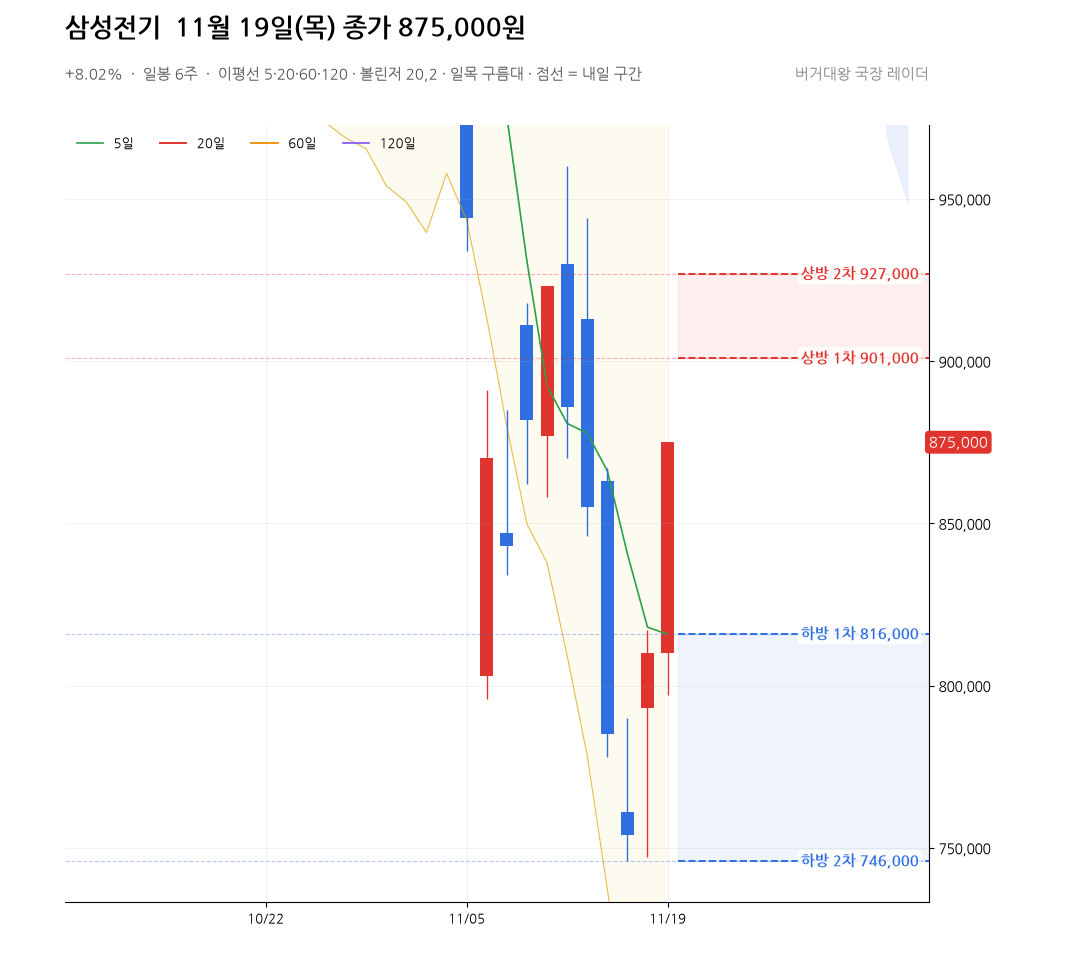 삼성전기 11월 19일(목) 종가 875,000원
+8.02% · 일봉 6주 · 이평선 5·20·60·120 · 볼린저 20,2 · 일목 구름대 · 점선 = 내일 구간
버거대왕 국장 레이더
5일 20일 60일 120일
950,000
상방 2차 927,000
상방 1차 901,000
900,000
875,000
850,000
하방 1차 816,000
800,000
하방 2차 746,000
750,000
10/22 11/05 11/19